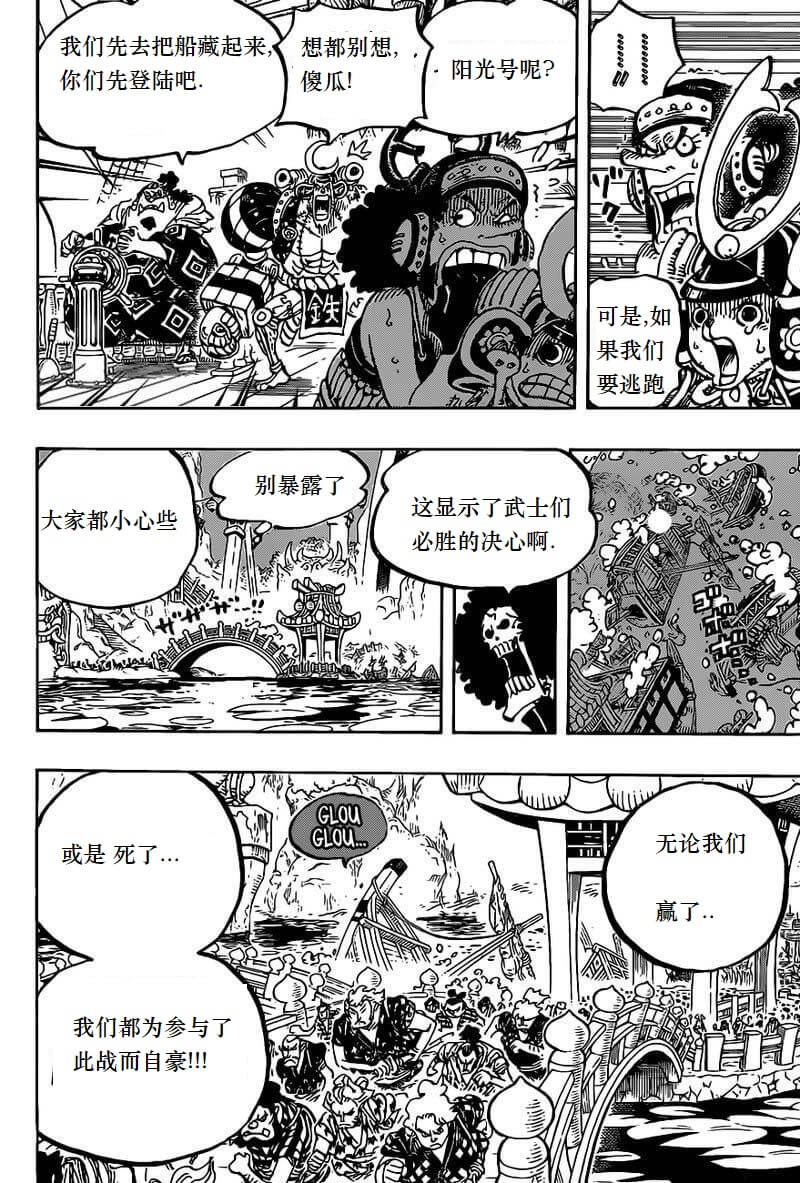 ………
………
可是,如
果我们
要逃跑
阳光号呢?
想都别想,
傻瓜!
我们先去把船藏起来,
你们先登陆吧.
鉄
这显示了武士们
必胜的决心啊.
别暴露了
大家都小心些
ザザザザ…!!
无论我们
赢了..
GLOU
GLOU...
或是 死了...
我们都为参与了
此战而自豪!!!